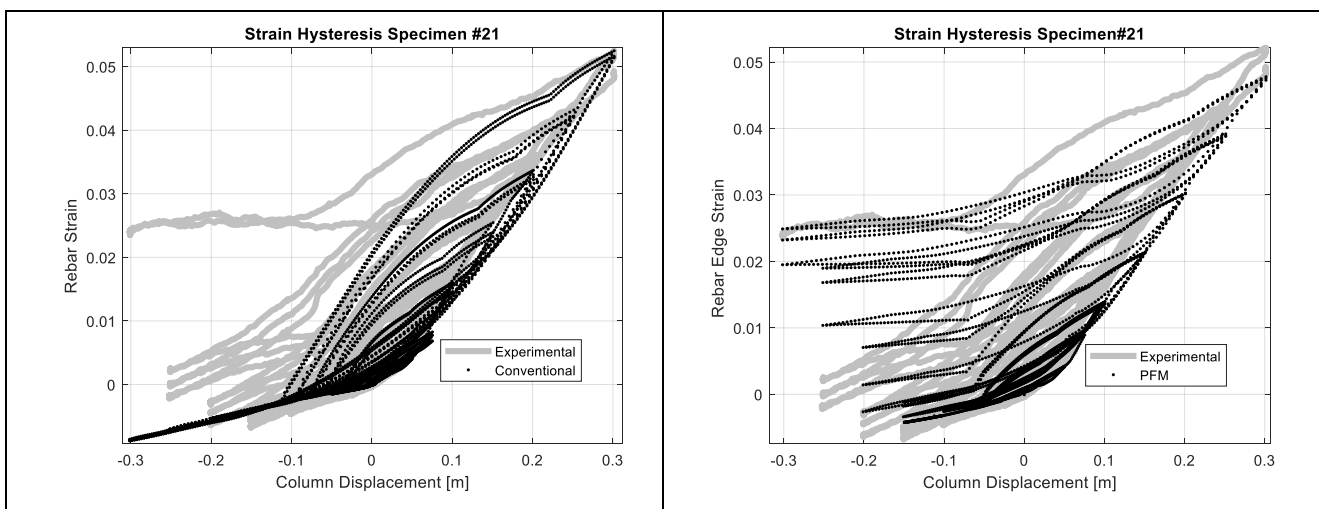 Strain Hysteresis Specimen #21
0.05
0.04
0.03
0.02
0.01
0
Rebar Strain
Experimental
Conventional
-0.3 -0.2 -0.1 0 0.1 0.2 0.3
Column Displacement [m]
Strain Hysteresis Specimen#21
0.05
0.04
0.03
0.02
0.01
0
Rebar Edge Strain
Experimental
PFM
-0.3 -0.2 -0.1 0 0.1 0.2 0.3
Column Displacement [m]